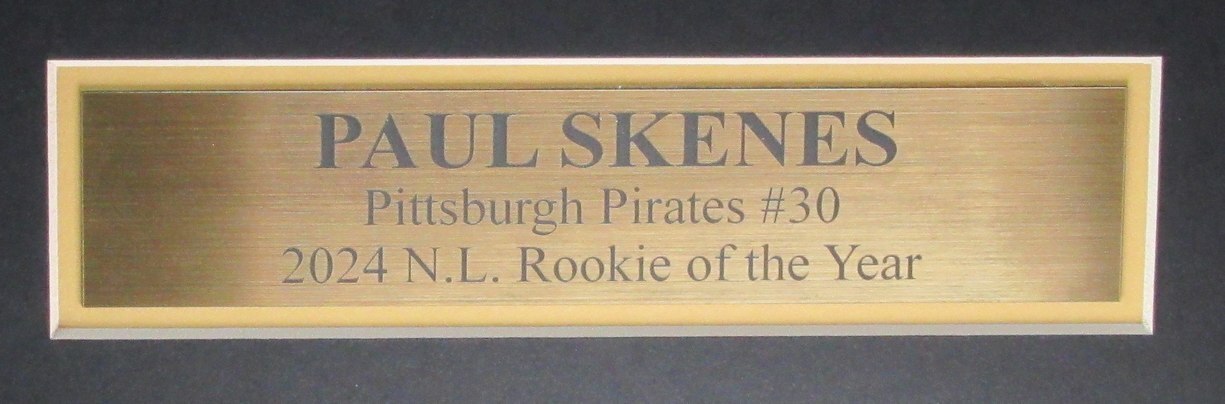 PAUL SKENES
Pittsburgh Pirates #30
2024 N.L. Rookie of the Year